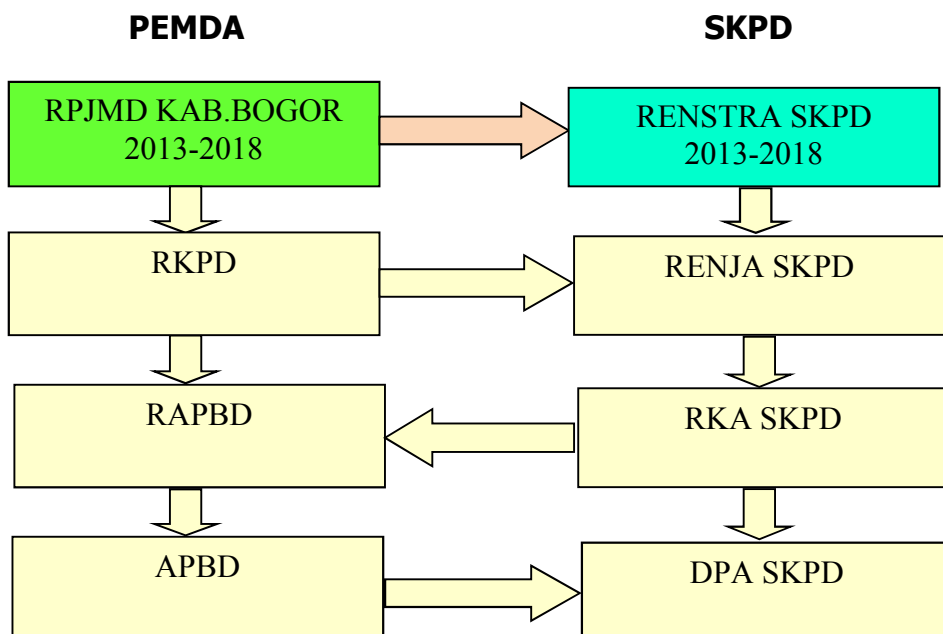 PEMDA
SKPD
RPJMD KAB.BOGOR
2013-2018
RENSTRA SKPD
2013-2018
RKPD
RENJA SKPD
RAPBD
RKA SKPD
APBD
DPA SKPD